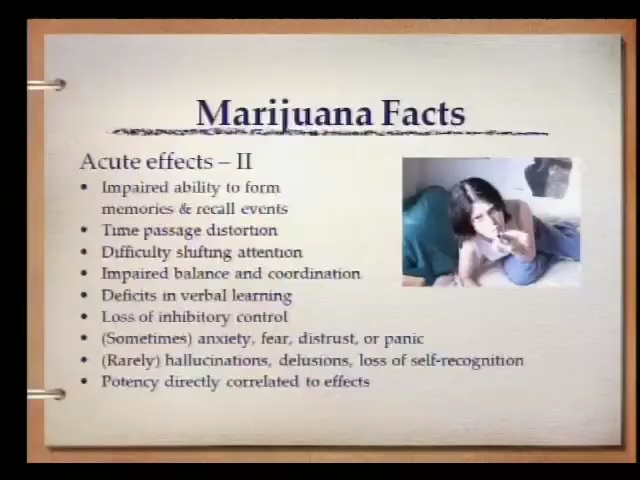 Marijuana Facts
Acute effects – II
• Impaired ability to form
memories & recall events
• Time passage distortion
• Difficulty shifting attention
• Impaired balance and coordination
• Deficits in verbal learning
• Loss of inhibitory control
• (Sometimes) anxiety, fear, distrust, or panic
• (Rarely) hallucinations, delusions, loss of self-recognition
• Potency directly correlated to effects